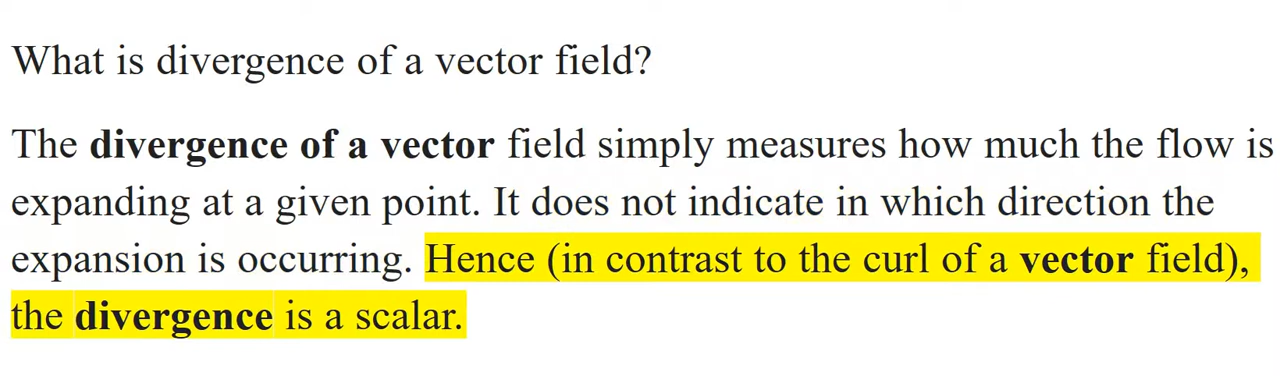 What is divergence of a vector field?
The divergence of a vector field simply measures how much the flow is
expanding at a given point. It does not indicate in which direction the
expansion is occurring. Hence (in contrast to the curl of a vector field),
the divergence is a scalar.